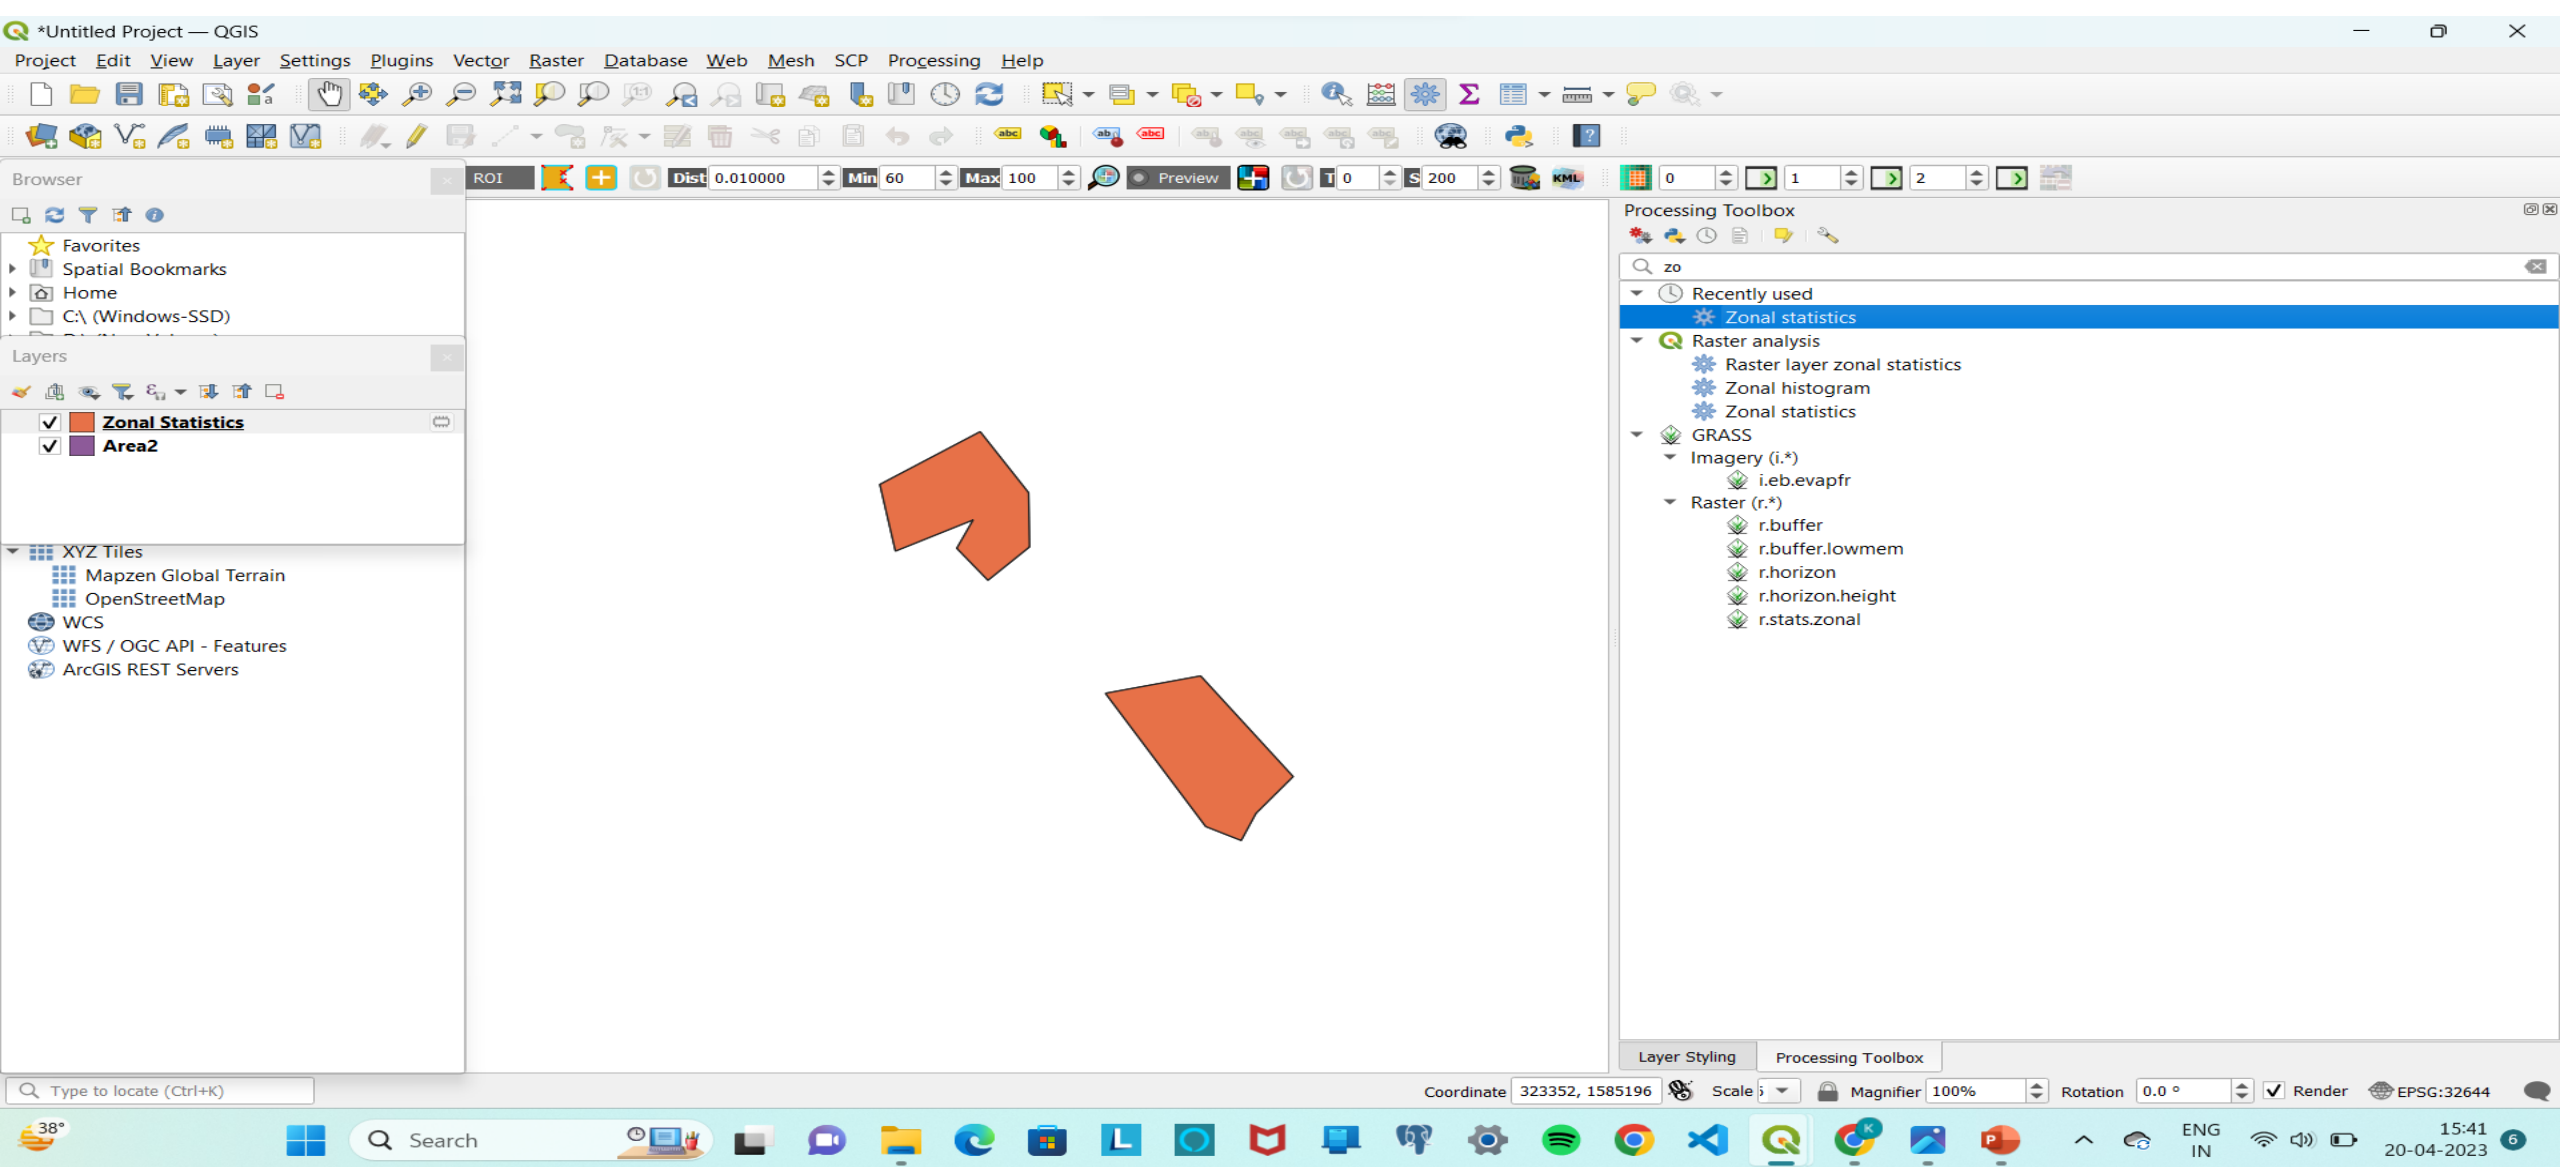 *Untitled Project — QGIS
Project Edit View Layer Settings Plugins Vector Raster Database Web Mesh SCP Processing Help
Browser
ROI Dist 0.010000 Min 60 Max 100 Preview T 0 S 200 KML 0 1 2
Favorites
Spatial Bookmarks
Home
C:\ (Windows-SSD)
Layers
Zonal Statistics
Area2
XYZ Tiles
Mapzen Global Terrain
OpenStreetMap
WCS
WFS / OGC API - Features
ArcGIS REST Servers
Processing Toolbox
zo
Recently used
Zonal statistics
Raster analysis
Raster layer zonal statistics
Zonal histogram
Zonal statistics
GRASS
Imagery (i.*)
i.eb.evapfr
Raster (r.*)
r.buffer
r.buffer.lowmem
r.horizon
r.horizon.height
r.stats.zonal
Layer Styling Processing Toolbox
Type to locate (Ctrl+K) Coordinate 323352, 1585196 Scale Magnifier 100% Rotation 0.0 ° Render EPSG:32644
38° Search ENG 15:41
IN 20-04-2023 6